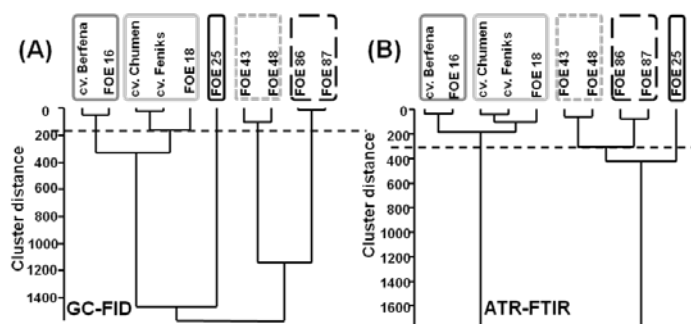 (A)
cv. Berfena
FOE 16
cv. Chumen
cv. Feniks
FOE 18
FOE 25
FOE 43
FOE 48
FOE 86
FOE 87
Cluster distance
0
200
400
600
800
1000
1200
1400
GC-FID
(B)
cv. Berfena
FOE 16
cv. Chumen
cv. Feniks
FOE 18
FOE 43
FOE 48
FOE 86
FOE 87
FOE 25
Cluster distance
0
200
400
600
800
1000
1200
1400
1600
ATR-FTIR